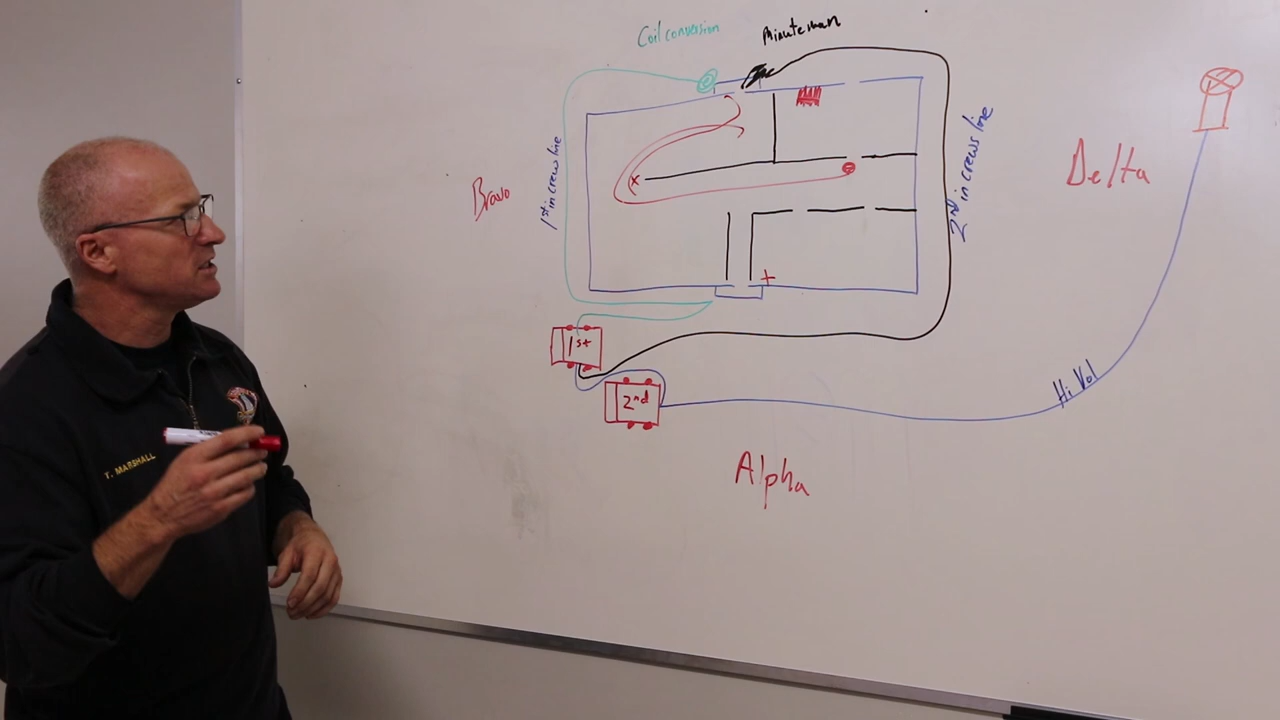 Coil conversion
Minuteman
1st in crews line
2nd in crews line
Bravo
Delta
1st
2nd
Hi Vol
Alpha
T. MARSHALL